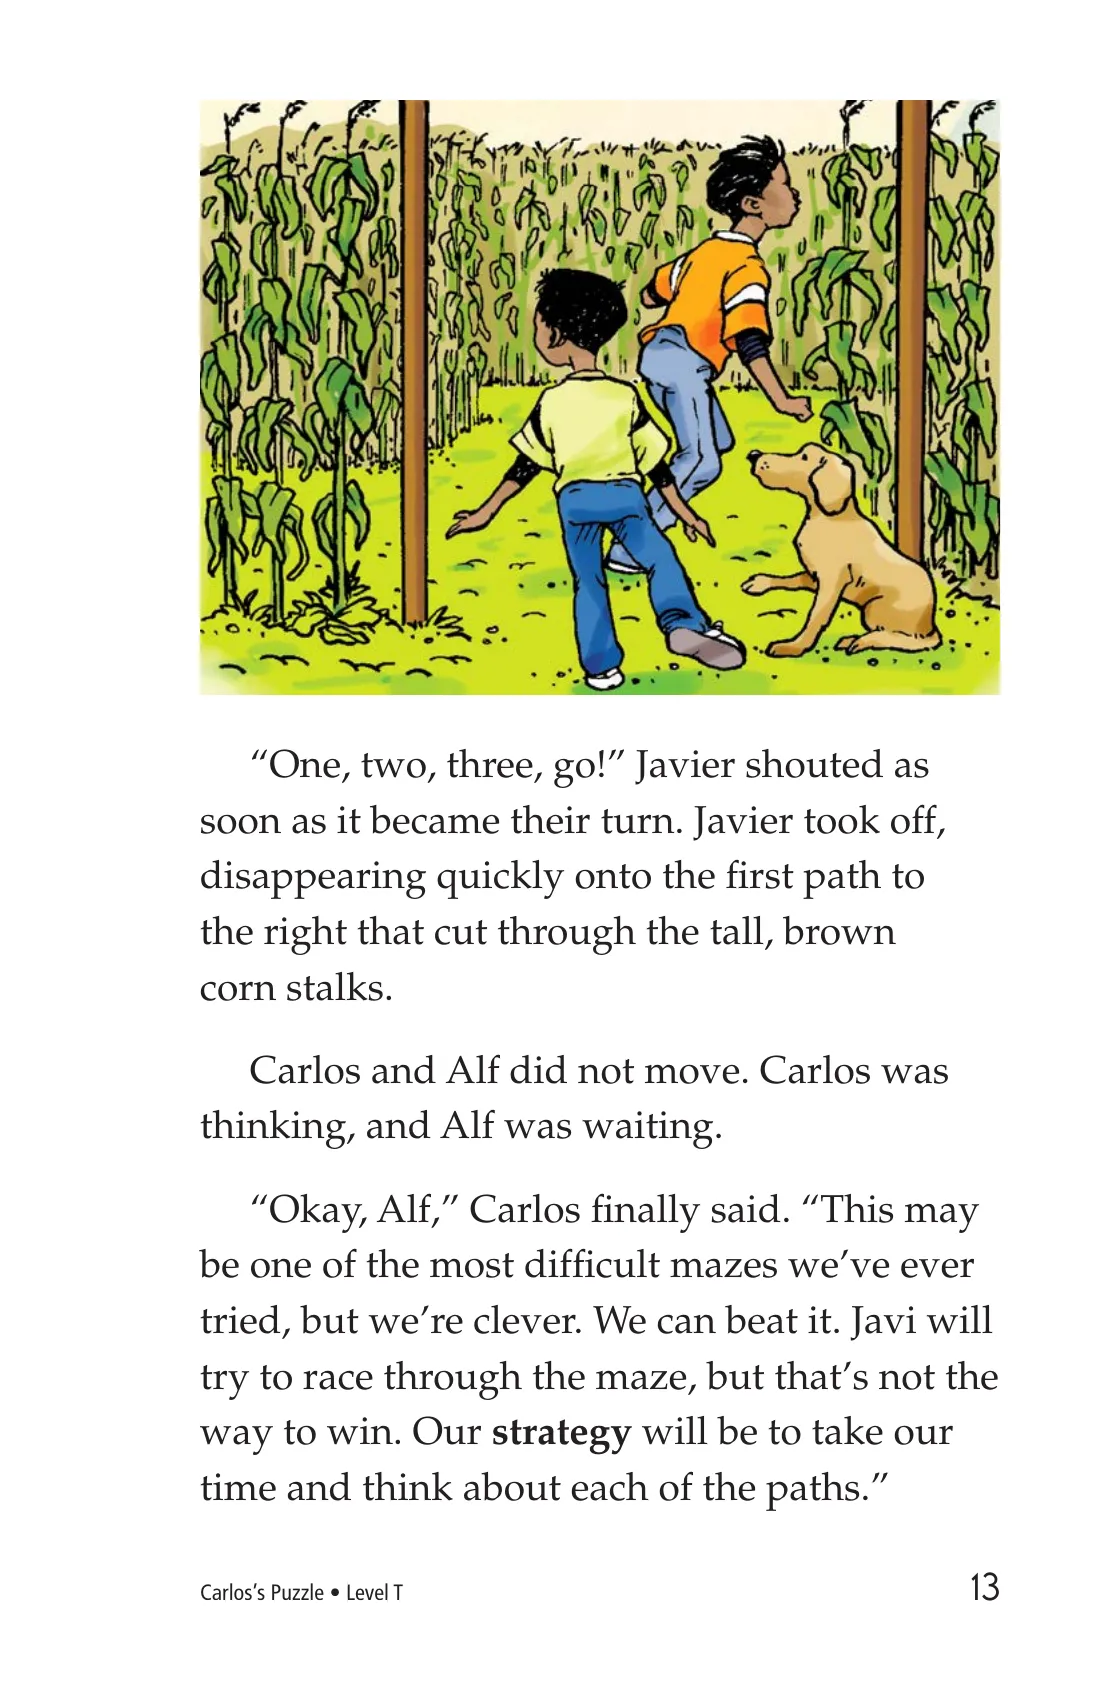 “One, two, three, go!” Javier shouted as
soon as it became their turn. Javier took off,
disappearing quickly onto the first path to
the right that cut through the tall, brown
corn stalks.
Carlos and Alf did not move. Carlos was
thinking, and Alf was waiting.
“Okay, Alf,” Carlos finally said. “This may
be one of the most difficult mazes we’ve ever
tried, but we’re clever. We can beat it. Javi will
try to race through the maze, but that’s not the
way to win. Our strategy will be to take our
time and think about each of the paths.”
Carlos’s Puzzle • Level T
13